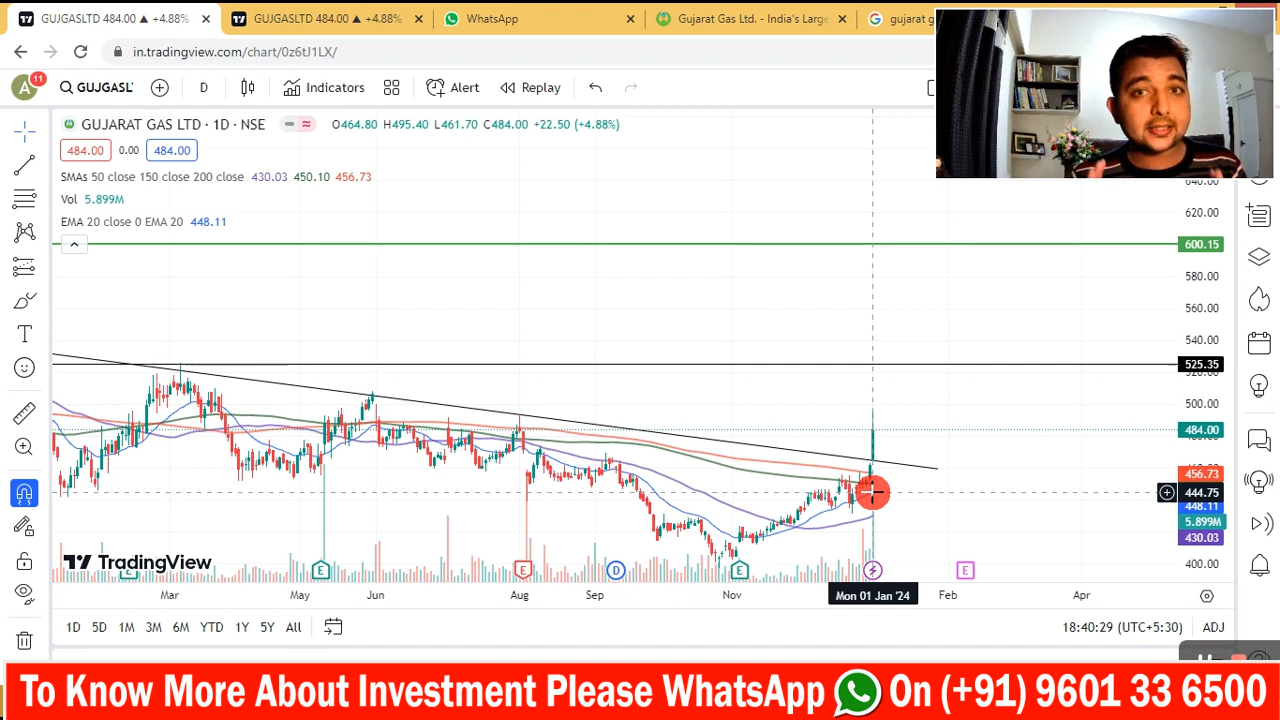 GUJGASLTD 484.00 ▲ +4.88%
GUJGASLTD 484.00 ▲ +4.88%
WhatsApp
Gujarat Gas Ltd. - India's Large
gujarat g
in.tradingview.com/chart/0z6tJ1LX/
A
11
GUJGASL
D
Indicators
Alert
Replay
GUJARAT GAS LTD · 1D · NSE
O464.80 H495.40 L461.70 C484.00 +22.50 (+4.88%)
484.00
0.00
484.00
SMAs 50 close 150 close 200 close 430.03 450.10 456.73
Vol 5.899M
EMA 20 close 0 EMA 20 448.11
640.00
620.00
600.15
580.00
560.00
540.00
525.35
520.00
500.00
484.00
456.73
444.75
448.11
5.899M
430.03
400.00
TradingView
E
E
E
D
E
E
Mar
May
Jun
Aug
Sep
Nov
Mon 01 Jan '24
Feb
Apr
1D
5D
1M
3M
6M
YTD
1Y
5Y
All
18:40:29 (UTC+5:30)
ADJ
To Know More About Investment Please WhatsApp On (+91) 9601 33 6500